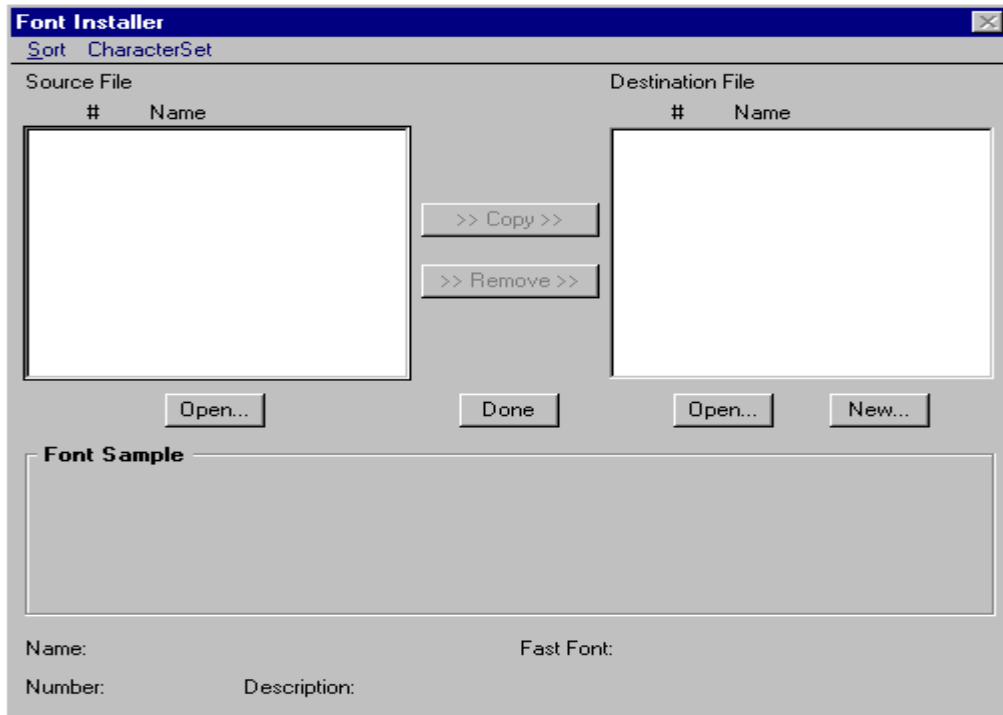 Font Installer
Sort CharacterSet
Source File Destination File
# Name # Name
>> Copy >>
>> Remove >>
Open... Done Open... New...
Font Sample
Name: Fast Font:
Number: Description: